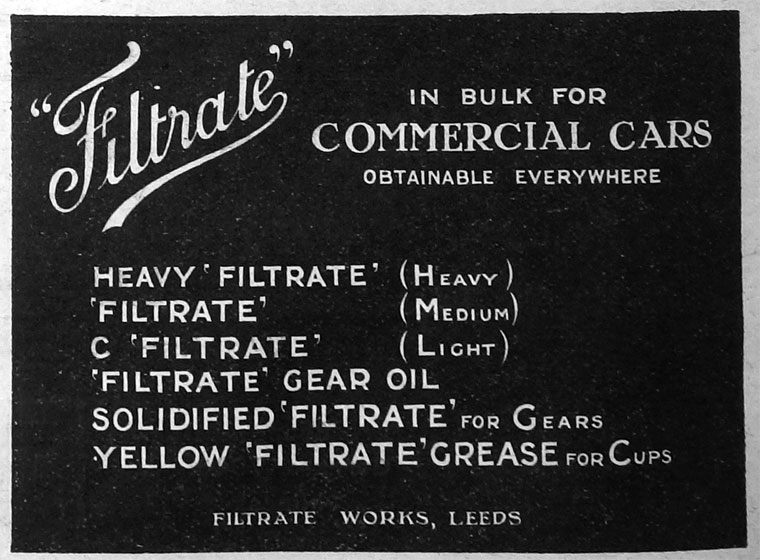 "Filtrate"
IN BULK FOR
COMMERCIAL CARS
OBTAINABLE EVERYWHERE
HEAVY 'FILTRATE' (HEAVY)
'FILTRATE' (MEDIUM)
C 'FILTRATE' (LIGHT)
'FILTRATE' GEAR OIL
SOLIDIFIED 'FILTRATE' FOR GEARS
YELLOW 'FILTRATE' GREASE FOR CUPS
FILTRATE WORKS, LEEDS